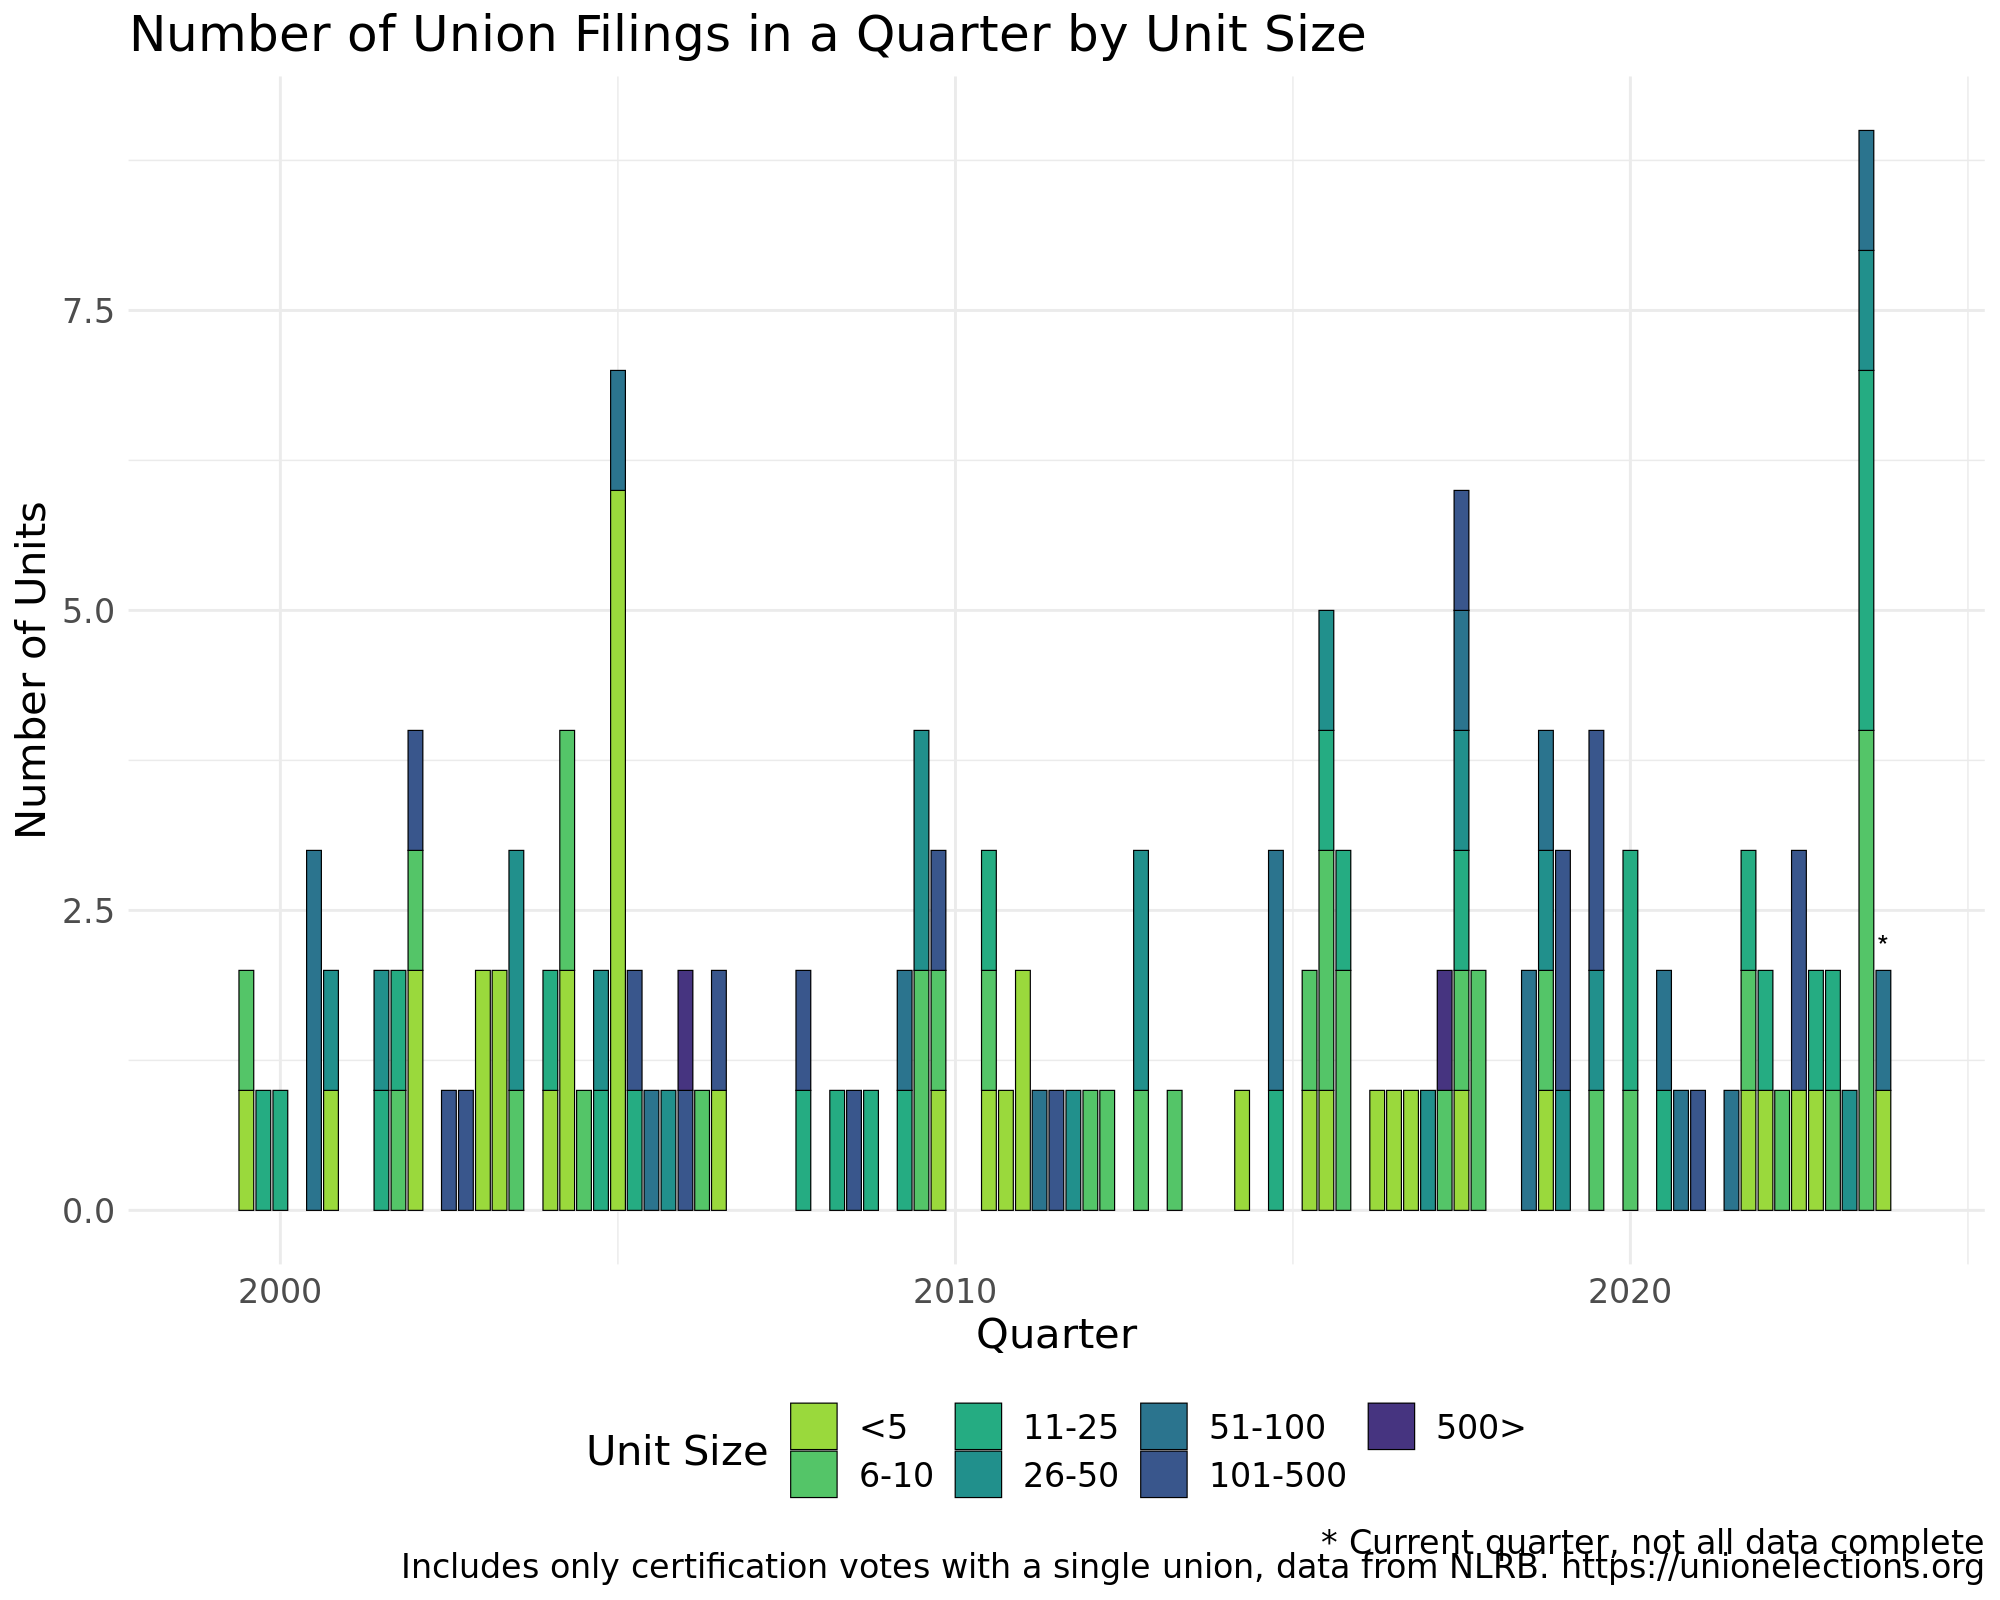 Number of Union Filings in a Quarter by Unit Size
Number of Units
7.5
5.0
2.5
0.0
*
2000 2010 2020
Quarter
Unit Size
<5 11-25 51-100 500>
6-10 26-50 101-500
* Current quarter, not all data complete
Includes only certification votes with a single union, data from NLRB. https://unionelections.org